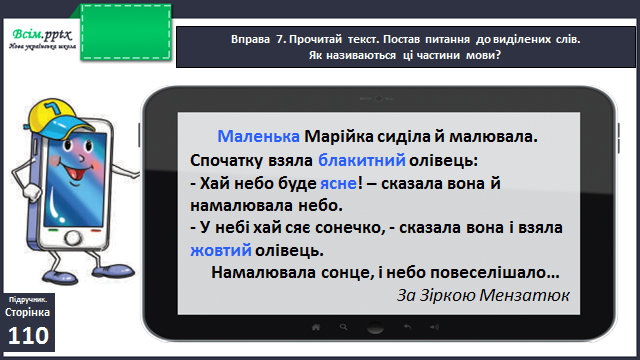 Всім.pptx
Нова українська школа
Вправа 7. Прочитай текст. Постав питання до виділених слів.
Як називаються ці частини мови?
Маленька Марійка сиділа й малювала.
Спочатку взяла блакитний олівець:
- Хай небо буде ясне! – сказала вона й
намалювала небо.
- У небі хай сяє сонечко, - сказала вона і взяла
жовтий олівець.
Намалювала сонце, і небо повеселішало...
За Зіркою Мензатюк
Підручник.
Сторінка
110